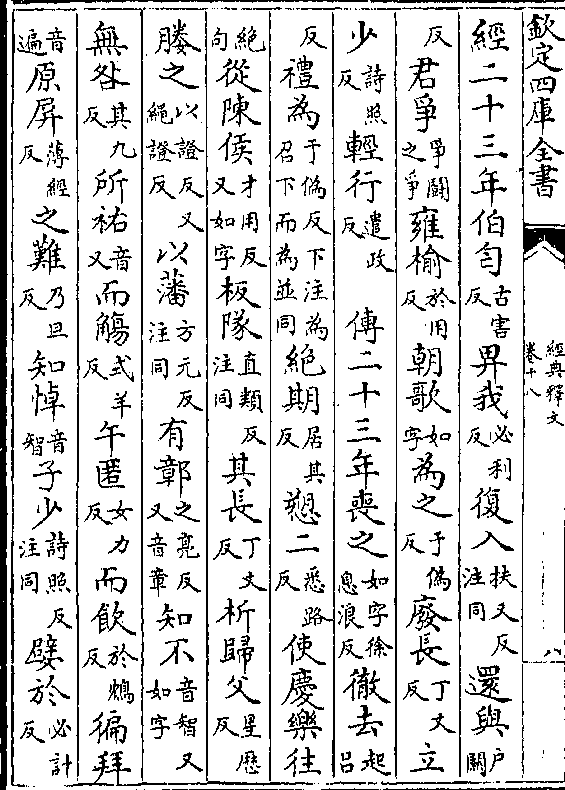 欽定四庫全書 經典釋文 卷十八 八
經二十三年伯匄古害反畀我必利反復入扶又反注同還與戶關
反君爭爭鬭之爭雍榆於用反朝歌如字為之于偽反廢長丁丈反立
少詩照反輕行遣政反 傳二十三年喪之如字徐息浪反徹去起呂
反禮為于偽反下注為召下而為並同絶期居其反愬二悉路反使慶樂往
絶句從陳侯才用反又如字板隊直類反注同其長丁丈反析歸父星歷反
媵之以證反又繩證反以藩方元反注同有鄣之亮反又音章知不音智又如字
無咎其九反所祐音又而觴式羊反午匿女力反而飲於鴆反徧拜
音遍原屏薄經反之難乃旦反知悼音智子少詩照反注同嬖於必計反